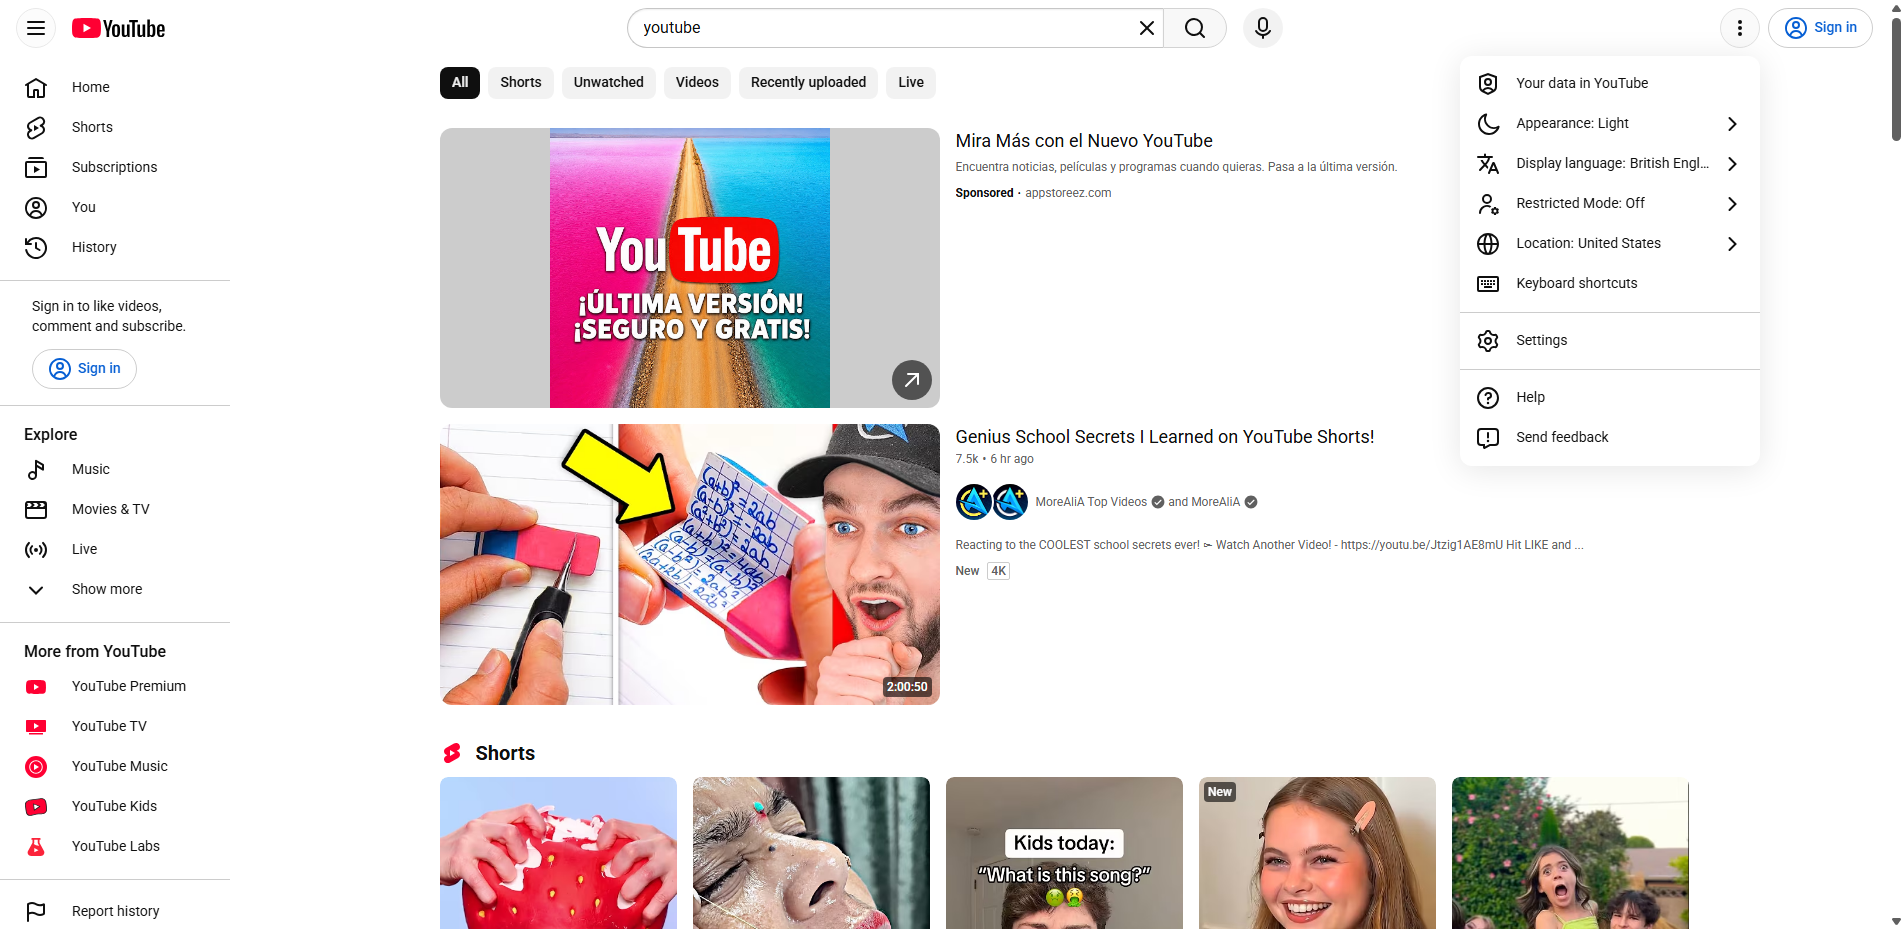 YouTube
youtube
Sign in
Home
Shorts
Subscriptions
You
History
Sign in to like videos,
comment and subscribe.
Sign in
Explore
Music
Movies & TV
Live
Show more
More from YouTube
YouTube Premium
YouTube TV
YouTube Music
YouTube Kids
YouTube Labs
Report history
All
Shorts
Unwatched
Videos
Recently uploaded
Live
YouTube
¡ÚLTIMA VERSIÓN!
¡SEGURO Y GRATIS!
Mira Más con el Nuevo YouTube
Encuentra noticias, películas y programas cuando quieras. Pasa a la última versión.
Sponsored · appstoreez.com
2:00:50
Genius School Secrets I Learned on YouTube Shorts!
7.5k • 6 hr ago
MoreAliA Top Videos and MoreAliA
Reacting to the COOLEST school secrets ever! ➛ Watch Another Video! - https://youtu.be/Jtzig1AE8mU Hit LIKE and ...
New 4K
Shorts
Kids today:
“What is this song?”
New
Your data in YouTube
Appearance: Light
Display language: British Engl...
Restricted Mode: Off
Location: United States
Keyboard shortcuts
Settings
Help
Send feedback